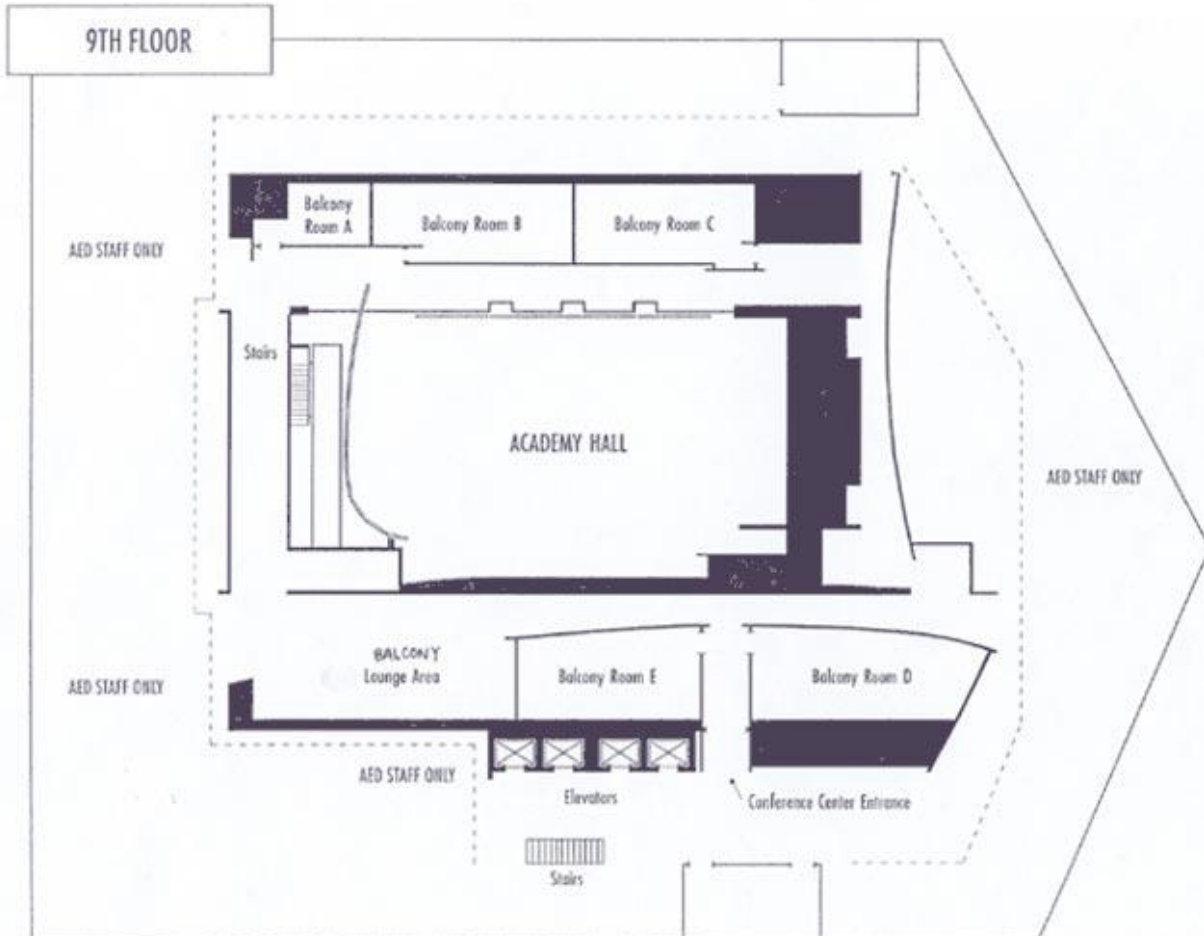 9TH FLOOR
Balcony
Room A
Balcony Room B
Balcony Room C
AED STAFF ONLY
Stairs
ACADEMY HALL
AED STAFF ONLY
BALCONY
Lounge Area
Balcony Room E
Balcony Room D
AED STAFF ONLY
AED STAFF ONLY
Elevators
Conference Center Entrance
Stairs